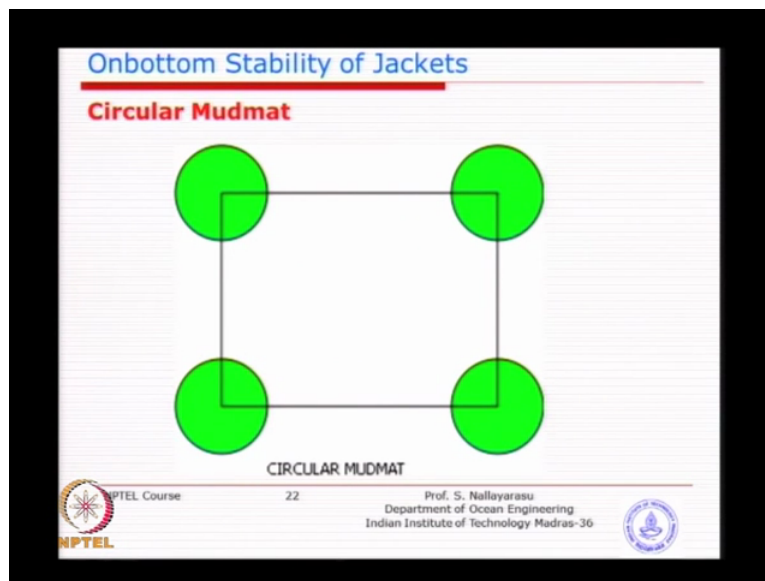 Onbottom Stability of Jackets
Circular Mudmat
CIRCULAR MUDMAT
NPTEL Course
22
Prof. S. Nallayarasu
Department of Ocean Engineering
Indian Institute of Technology Madras-36
NPTEL